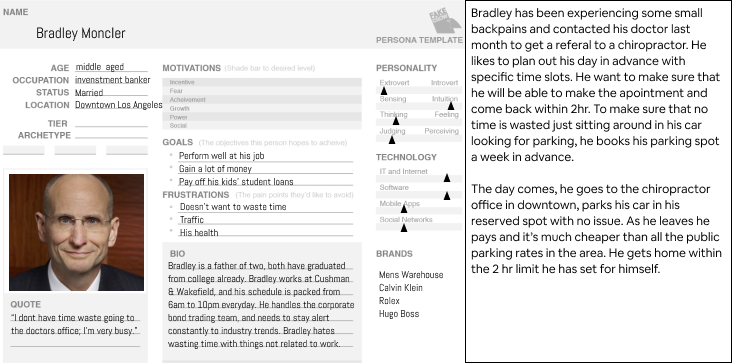 NAME
Bradley Moncler
FAKE CROW
PERSONA TEMPLATE
AGE middle aged
OCCUPATION invenstment banker
STATUS Married
LOCATION Downtown Los Angeles
TIER
ARCHETYPE
QUOTE
“I dont have time waste going to
the doctors office; I'm very busy.”
MOTIVATIONS (Shade bar to desired level)
Incentive
Fear
Acheivement
Growth
Power
Social
GOALS (The objectives this person hopes to acheive)
* Perform well at his job
* Gain a lot of money
* Pay off his kids' student loans
FRUSTRATIONS (The pain points they'd like to avoid)
* Doesn't want to waste time
* Traffic
* His health
BIO
Bradley is a father of two, both have graduated
from college already. Bradley works at Cushman
& Wakefield, and his schedule is packed from
6am to 10pm everyday. He handles the corporate
bond trading team, and needs to stay alert
constantly to industry trends. Bradley hates
wasting time with things not related to work.
PERSONALITY
Extrovert Introvert
Sensing Intuition
Thinking Feeling
Judging Perceiving
TECHNOLOGY
IT and Internet
Software
Mobile Apps
Social Networks
BRANDS
Mens Warehouse
Calvin Klein
Rolex
Hugo Boss
Bradley has been experiencing some small
backpains and contacted his doctor last
month to get a referal to a chiropractor. He
likes to plan out his day in advance with
specific time slots. He want to make sure that
he will be able to make the apointment and
come back within 2hr. To make sure that no
time is wasted just sitting around in his car
looking for parking, he books his parking spot
a week in advance.
The day comes, he goes to the chiropractor
office in downtown, parks his car in his
reserved spot with no issue. As he leaves he
pays and it's much cheaper than all the public
parking rates in the area. He gets home within
the 2 hr limit he has set for himself.